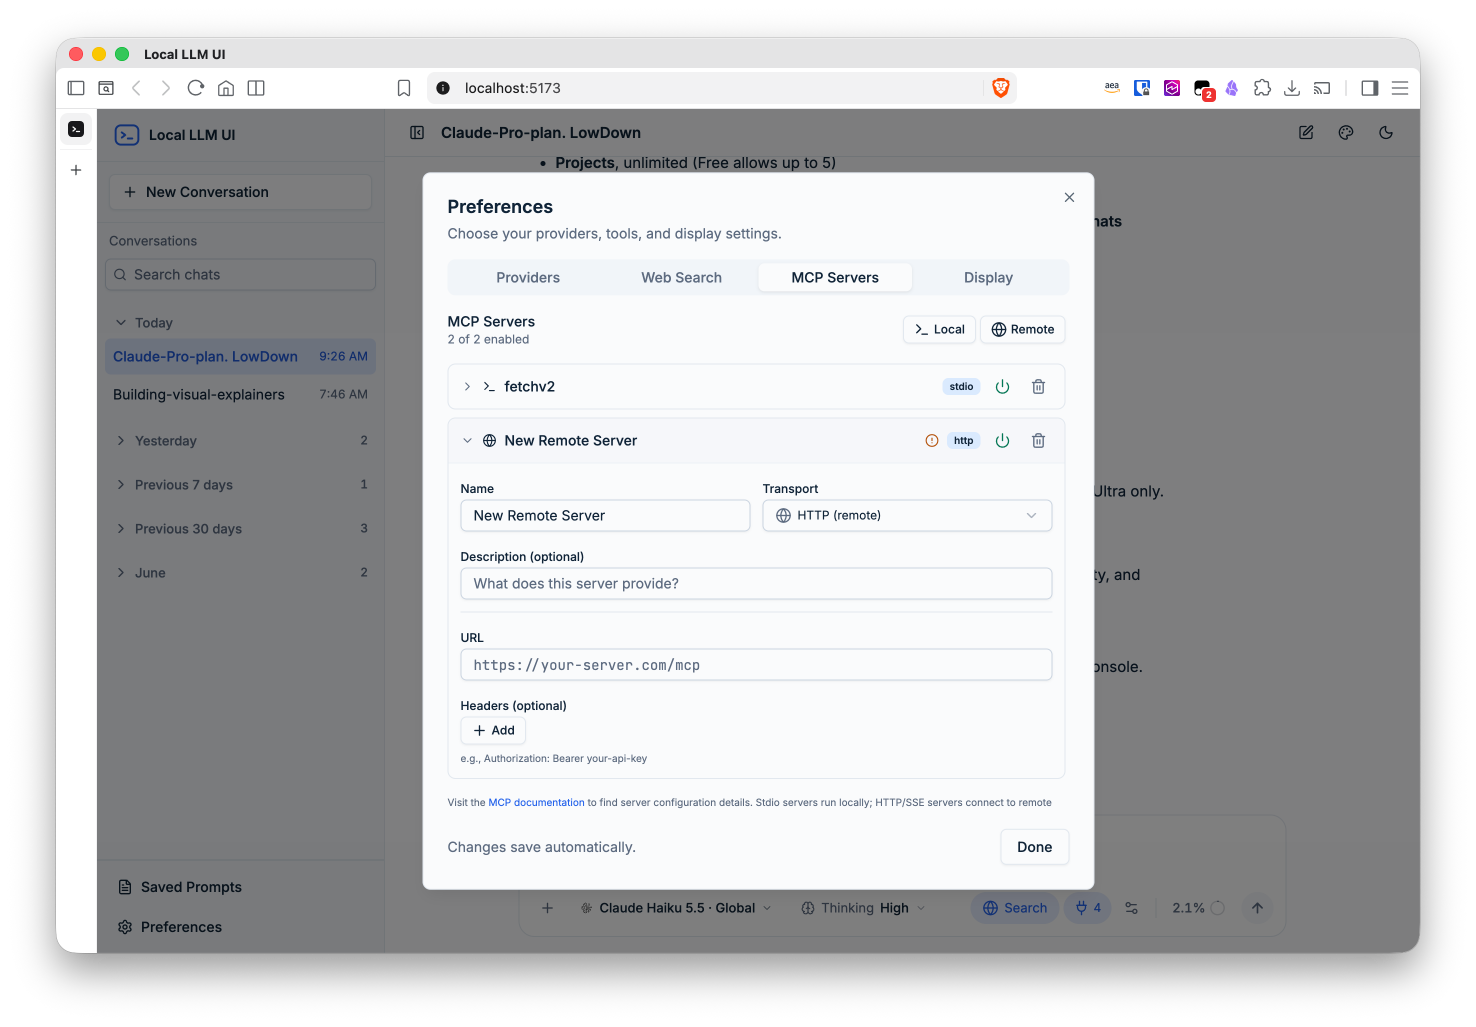 Local LLM UI
localhost:5173
aea
2
Local LLM UI
New Conversation
Conversations
Search chats
Today
Claude-Pro-plan. LowDown 9:26 AM
Building-visual-explainers 7:46 AM
Yesterday 2
Previous 7 days 1
Previous 30 days 3
June 2
Saved Prompts
Preferences
Claude-Pro-plan. LowDown
• Projects, unlimited (Free allows up to 5)
Ultra only.
ty, and
onsole.
Preferences
Choose your providers, tools, and display settings.
Providers Web Search MCP Servers Display
MCP Servers
2 of 2 enabled
Local Remote
fetchv2 stdio
New Remote Server http
Name Transport
New Remote Server HTTP (remote)
Description (optional)
What does this server provide?
URL
https://your-server.com/mcp
Headers (optional)
+ Add
e.g., Authorization: Bearer your-api-key
Visit the MCP documentation to find server configuration details. Stdio servers run locally; HTTP/SSE servers connect to remote
Changes save automatically. Done
Claude Haiku 5.5 · Global Thinking High Search 4 2.1%